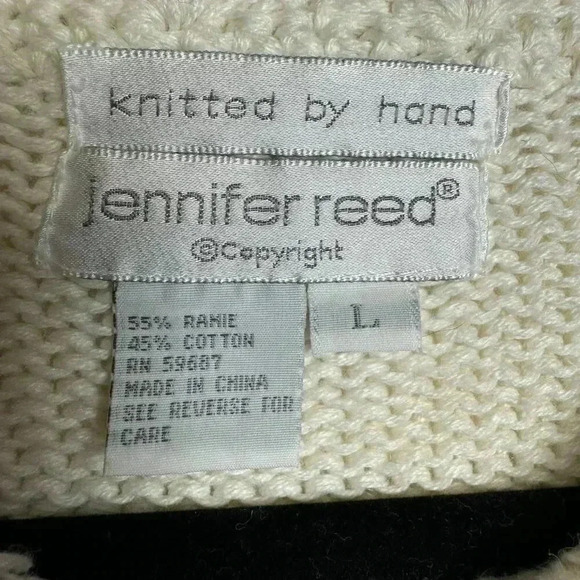 knitted by hand
jennifer reed®
©Copyright
L
55% RAMIE
45% COTTON
RN 59687
MADE IN CHINA
SEE REVERSE FOR
CARE